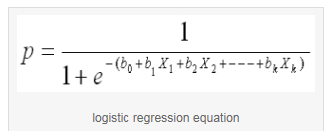 p = 1 / 1+e^-(b₀+b₁X₁+b₂X₂+---+bₖXₖ)
logistic regression equation